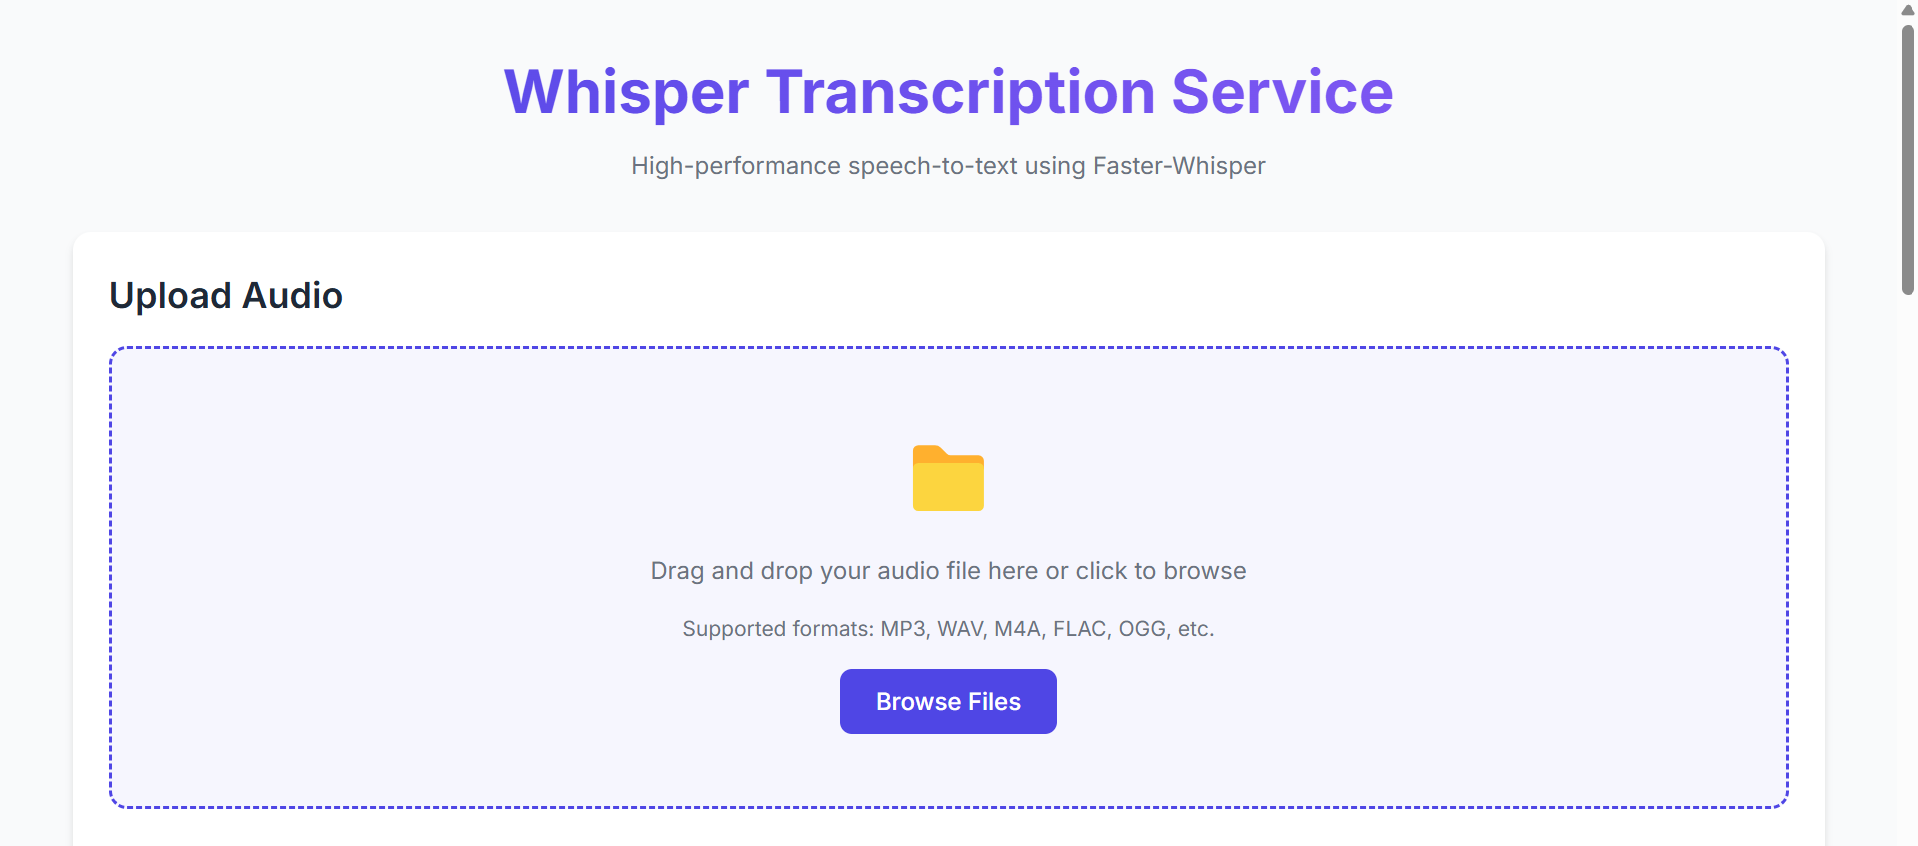 Whisper Transcription Service
High-performance speech-to-text using Faster-Whisper
Upload Audio
Drag and drop your audio file here or click to browse
Supported formats: MP3, WAV, M4A, FLAC, OGG, etc.
Browse Files